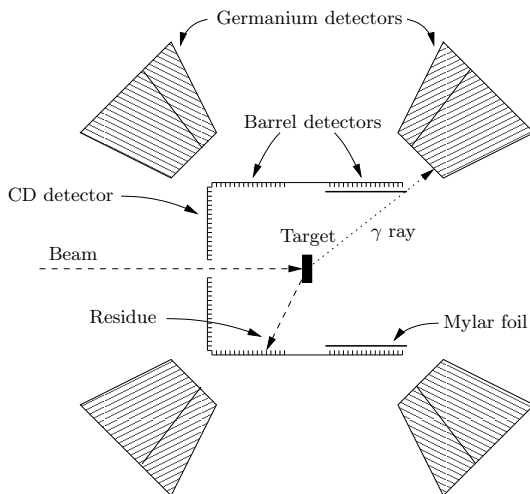 Germanium detectors
Barrel detectors
CD detector
Target
γ ray
Beam
Residue
Mylar foil